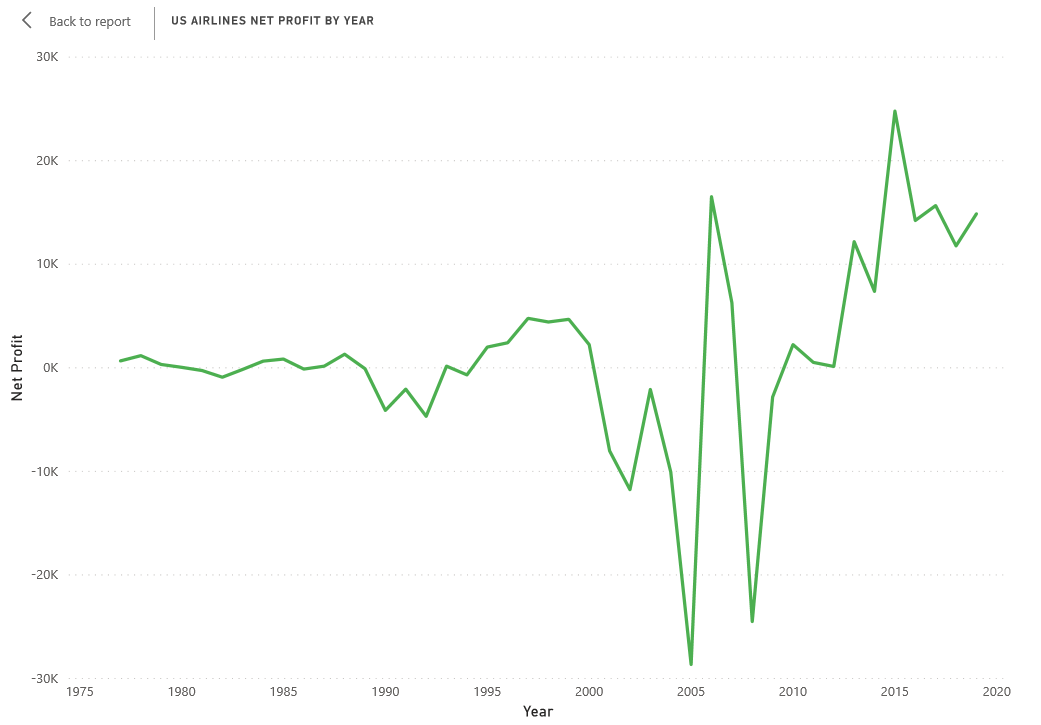 Back to report
US AIRLINES NET PROFIT BY YEAR
30K
20K
10K
0K
-10K
-20K
-30K
Net Profit
1975 1980 1985 1990 1995 2000 2005 2010 2015 2020
Year